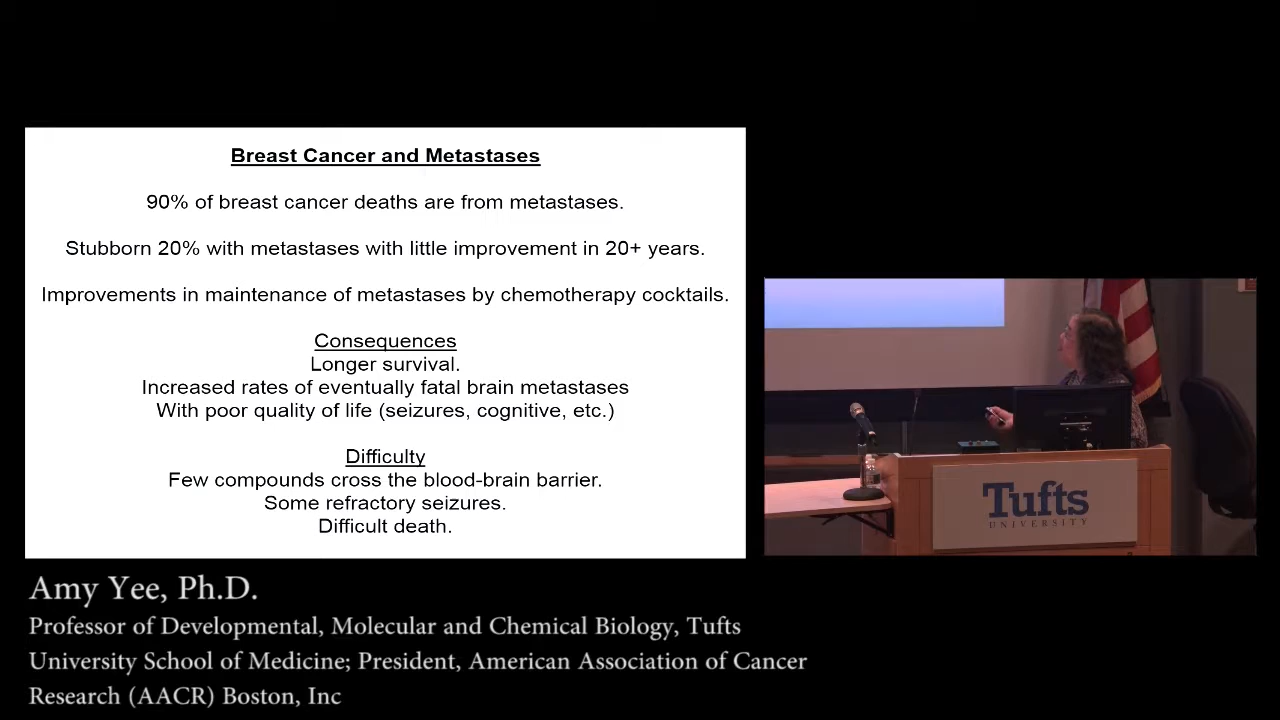 Breast Cancer and Metastases
90% of breast cancer deaths are from metastases.
Stubborn 20% with metastases with little improvement in 20+ years.
Improvements in maintenance of metastases by chemotherapy cocktails.
Consequences
Longer survival.
Increased rates of eventually fatal brain metastases
With poor quality of life (seizures, cognitive, etc.)
Difficulty
Few compounds cross the blood-brain barrier.
Some refractory seizures.
Difficult death.
Tufts
UNIVERSITY
Amy Yee, Ph.D.
Professor of Developmental, Molecular and Chemical Biology, Tufts
University School of Medicine; President, American Association of Cancer
Research (AACR) Boston, Inc